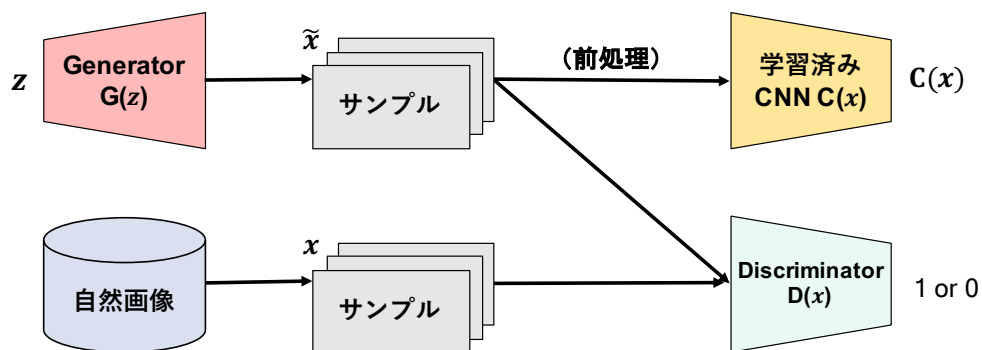 z
Generator
G(z)
x̃
サンプル
(前処理)
学習済み
CNN C(x)
C(x)
自然画像
x
サンプル
Discriminator
D(x)
1 or 0